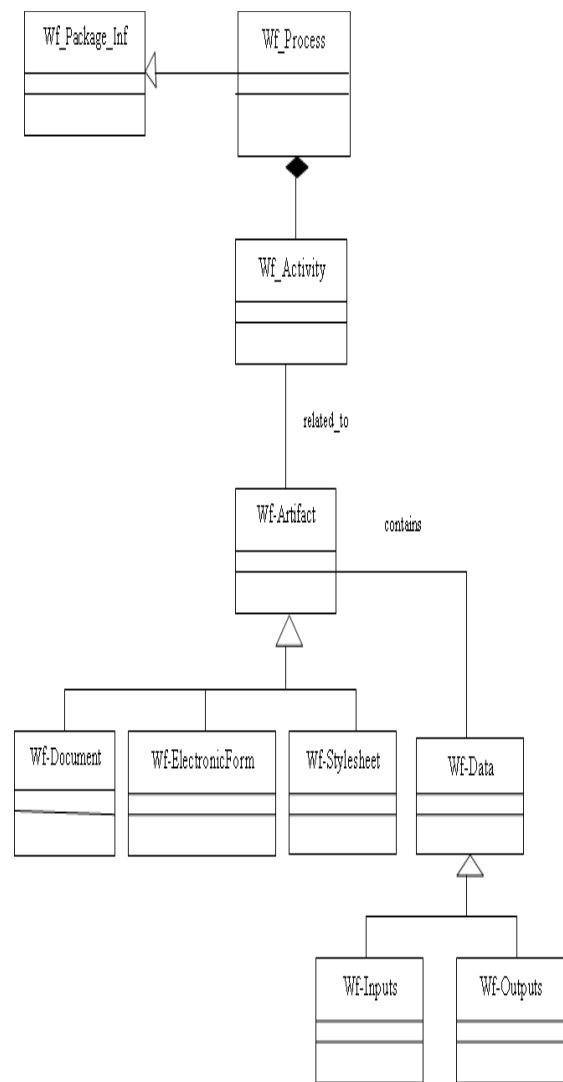 Wf_Package_Inf
Wf_Process
Wf_Activity
related_to
Wf-Artifact
contains
Wf-Document
Wf-ElectronicForm
Wf-Stylesheet
Wf-Data
Wf-Inputs
Wf-Outputs